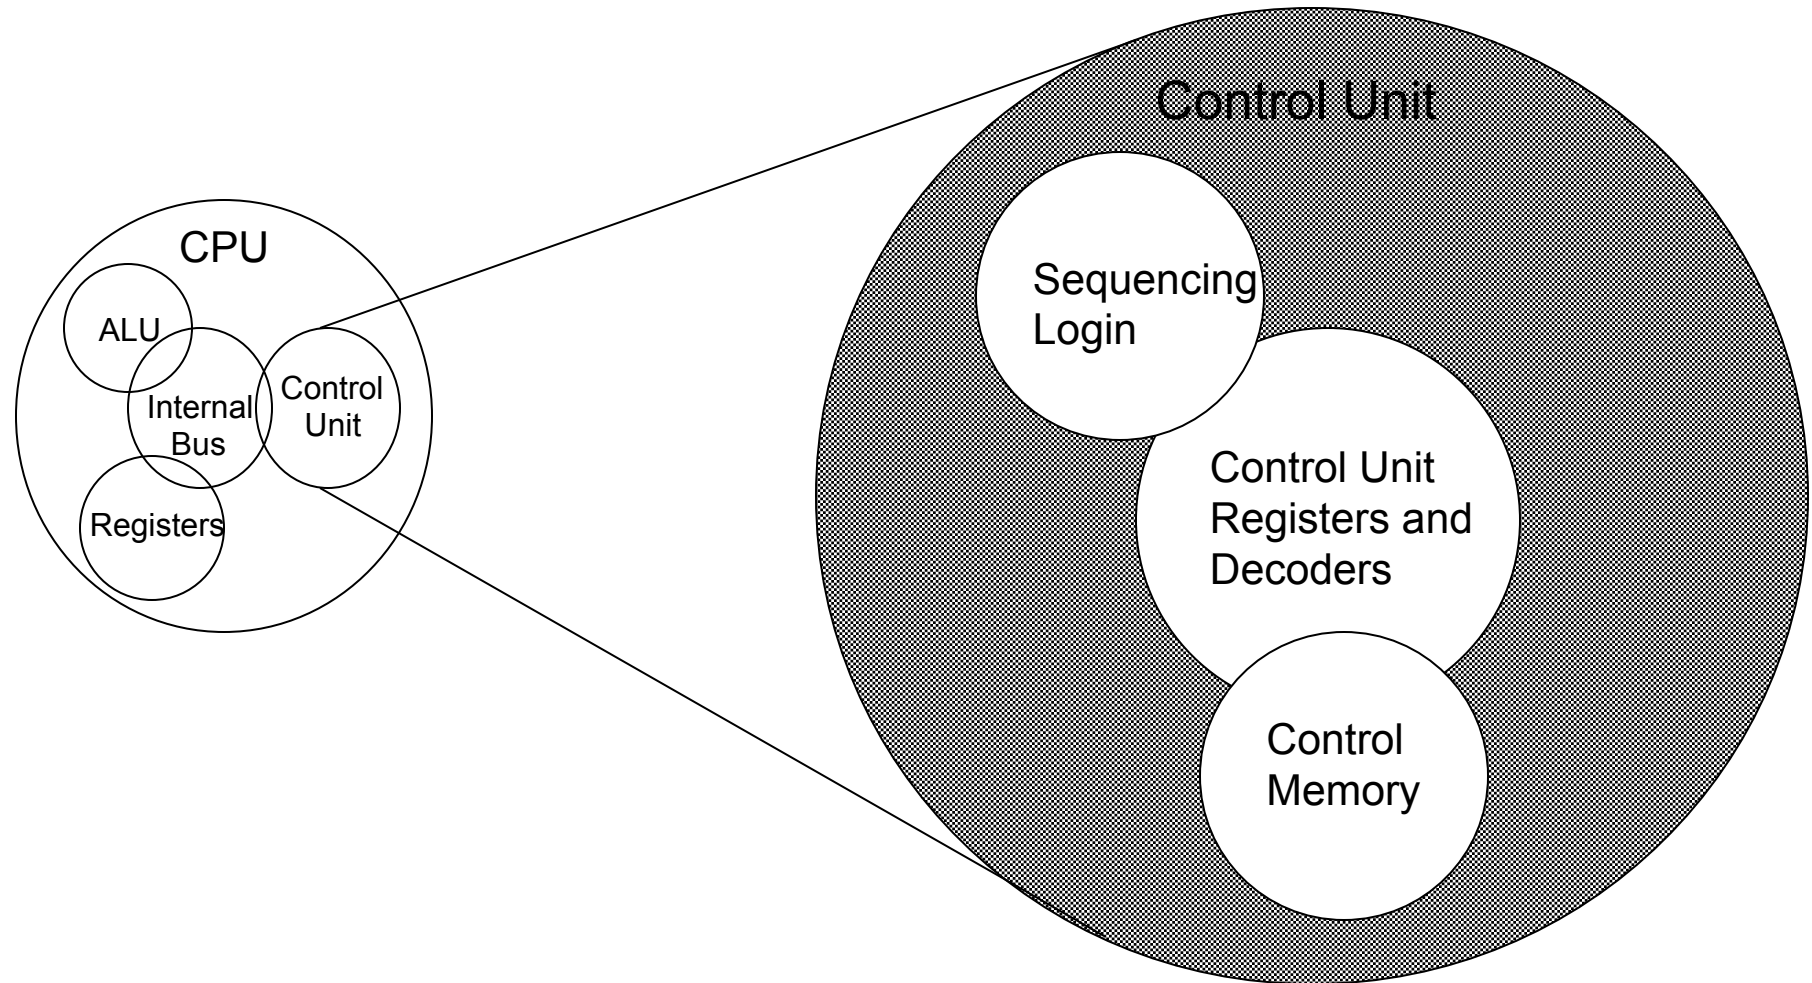 CPU
ALU
Internal
Bus
Control
Unit
Registers
Control Unit
Sequencing
Login
Control Unit
Registers and
Decoders
Control
Memory